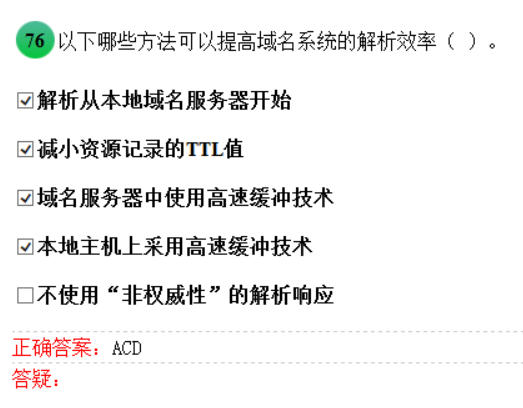 76 以下哪些方法可以提高域名系统的解析效率（ ）。
解析从本地域名服务器开始
减小资源记录的TTL值
域名服务器中使用高速缓冲技术
本地主机上采用高速缓冲技术
不使用“非权威性”的解析响应
正确答案：ACD
答疑：